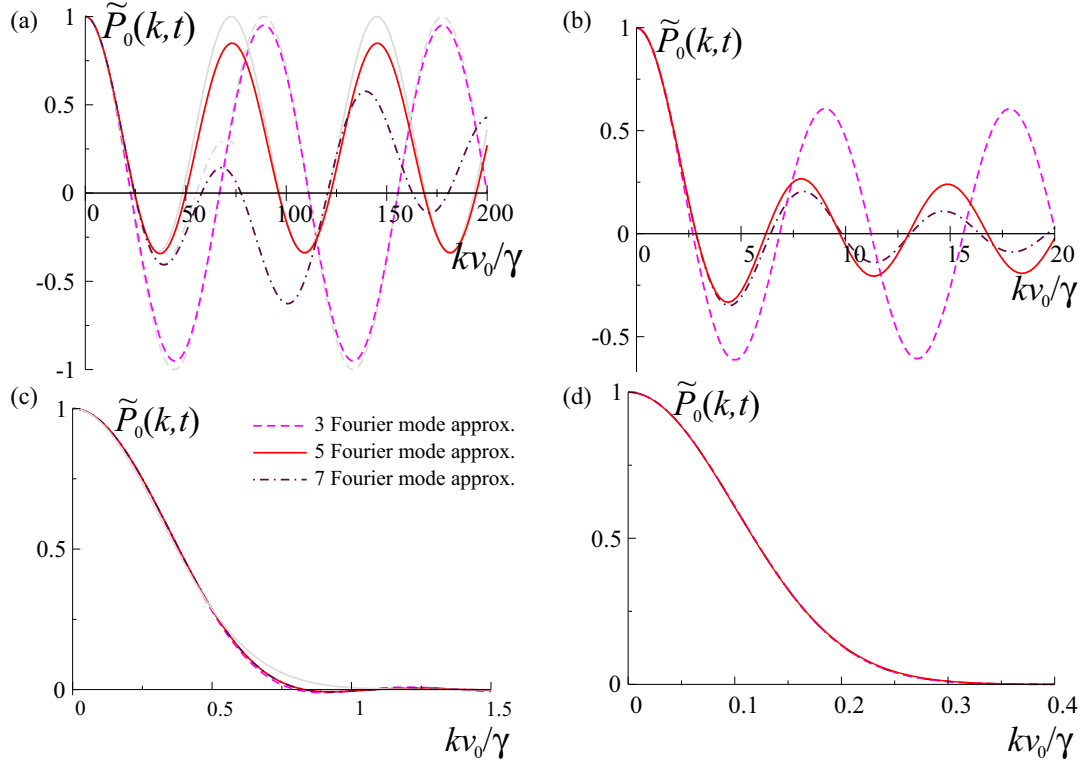 (a)
P̃₀(k,t)
1
0.5
0
-0.5
-1
0 50 100 150 200
kv₀/γ
(b)
P̃₀(k,t)
1
0.5
0
-0.5
0 5 10 15 20
kv₀/γ
(c)
P̃₀(k,t)
1
0.5
0
3 Fourier mode approx.
5 Fourier mode approx.
7 Fourier mode approx.
0 0.5 1 1.5
kv₀/γ
(d)
P̃₀(k,t)
1
0.5
0
0 0.1 0.2 0.3 0.4
kv₀/γ